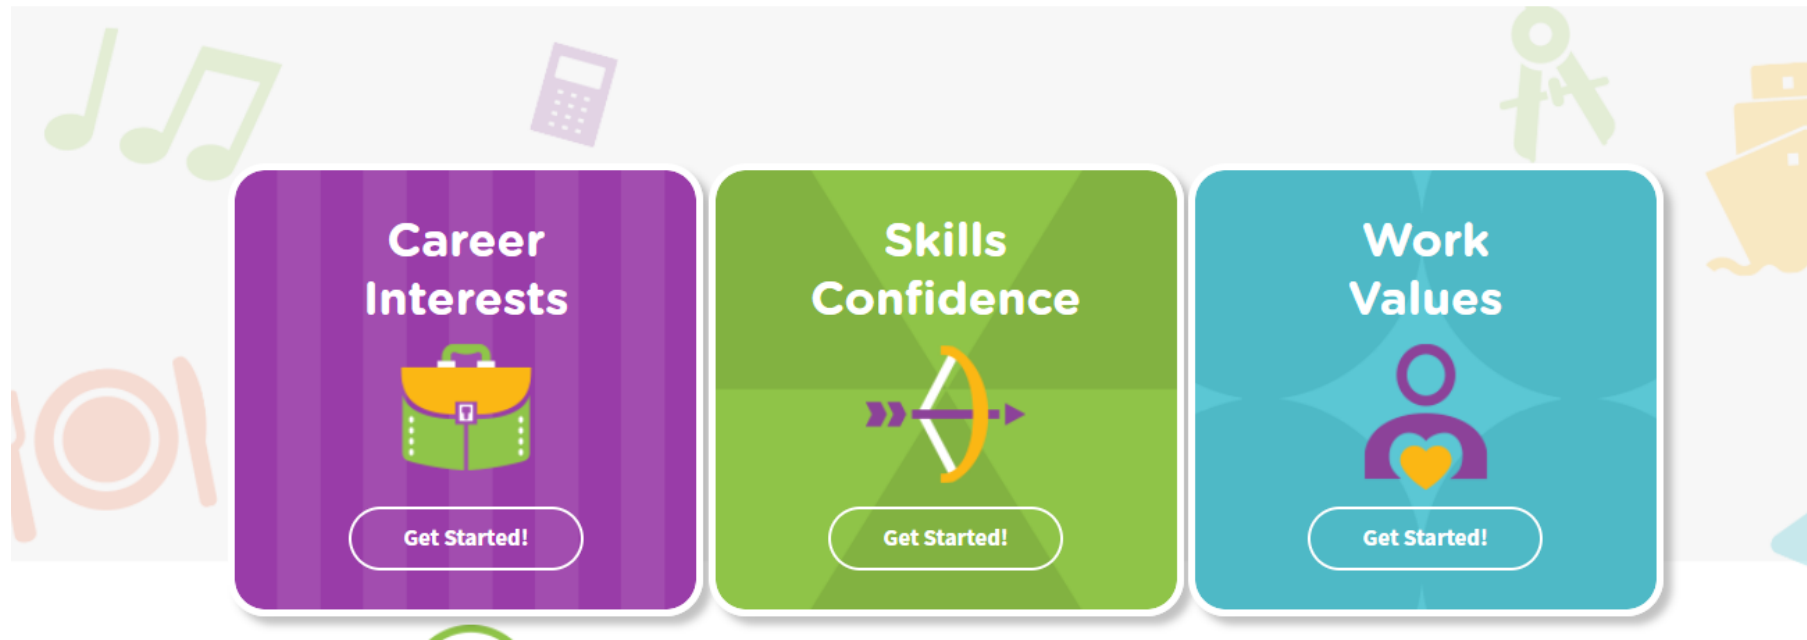 Career
Interests
Get Started!
Skills
Confidence
Get Started!
Work
Values
Get Started!